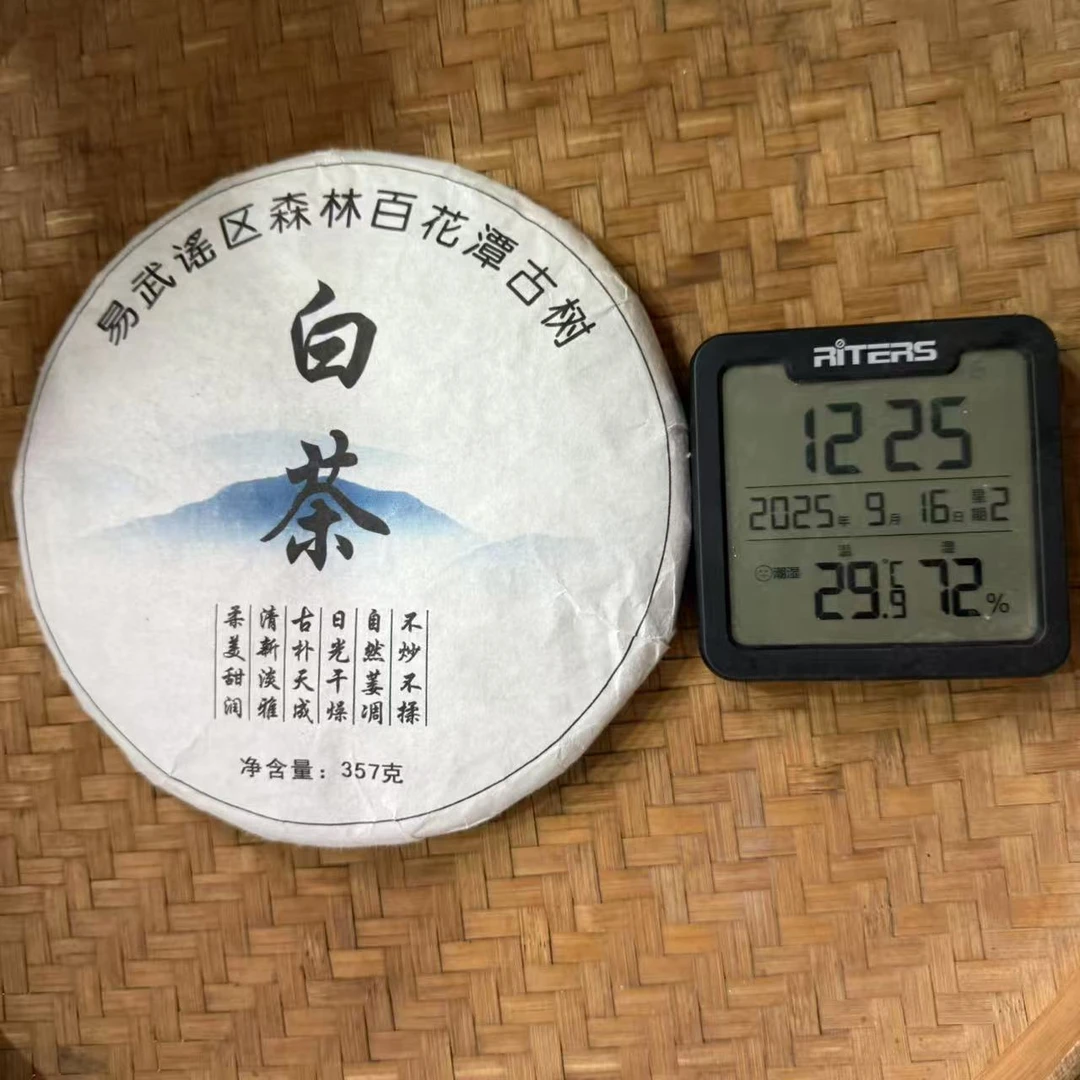 易武谣区森林百花潭古树
白茶
不炒不揉
自然萎凋
日光干燥
古朴天成
清新淡雅
柔美甜润
净含量：357克
RITERS
12 25
2025年 9月 16日 星期2
温 湿
潮湿 29.9℃ 72%